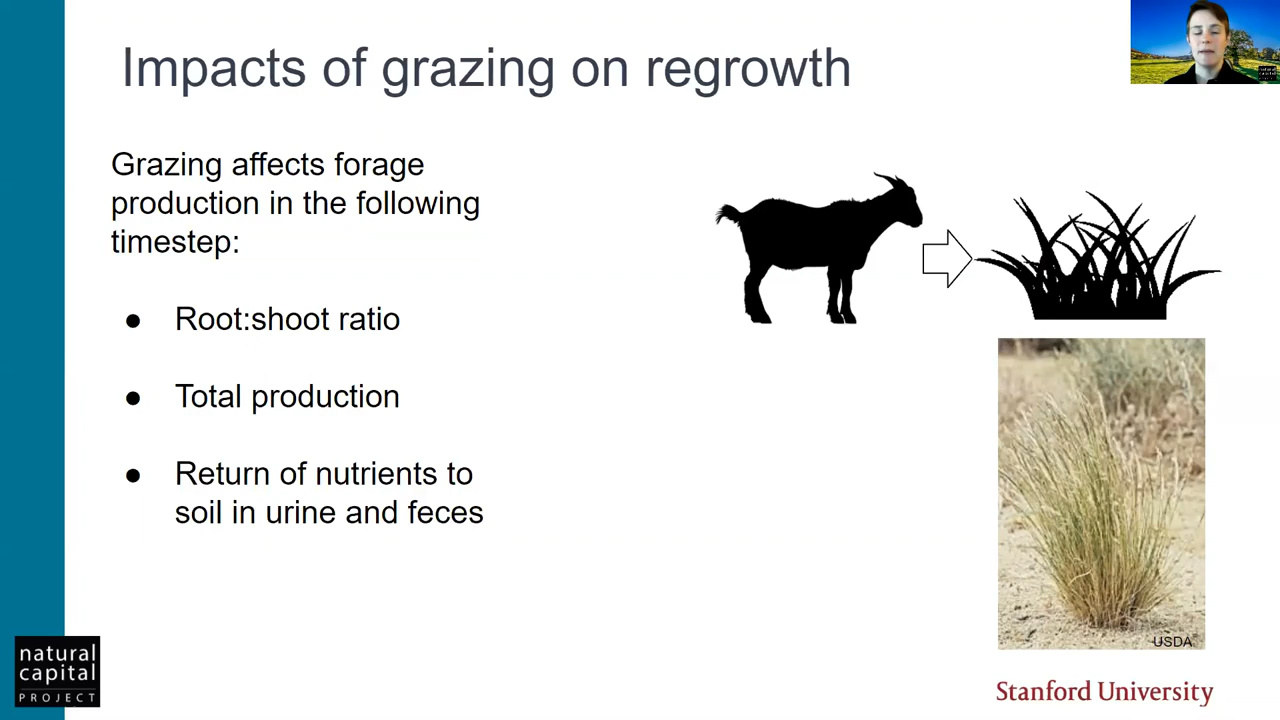 Impacts of grazing on regrowth
Grazing affects forage
production in the following
timestep:
● Root:shoot ratio
● Total production
● Return of nutrients to
soil in urine and feces
USDA
natural
capital
PROJECT
Stanford University